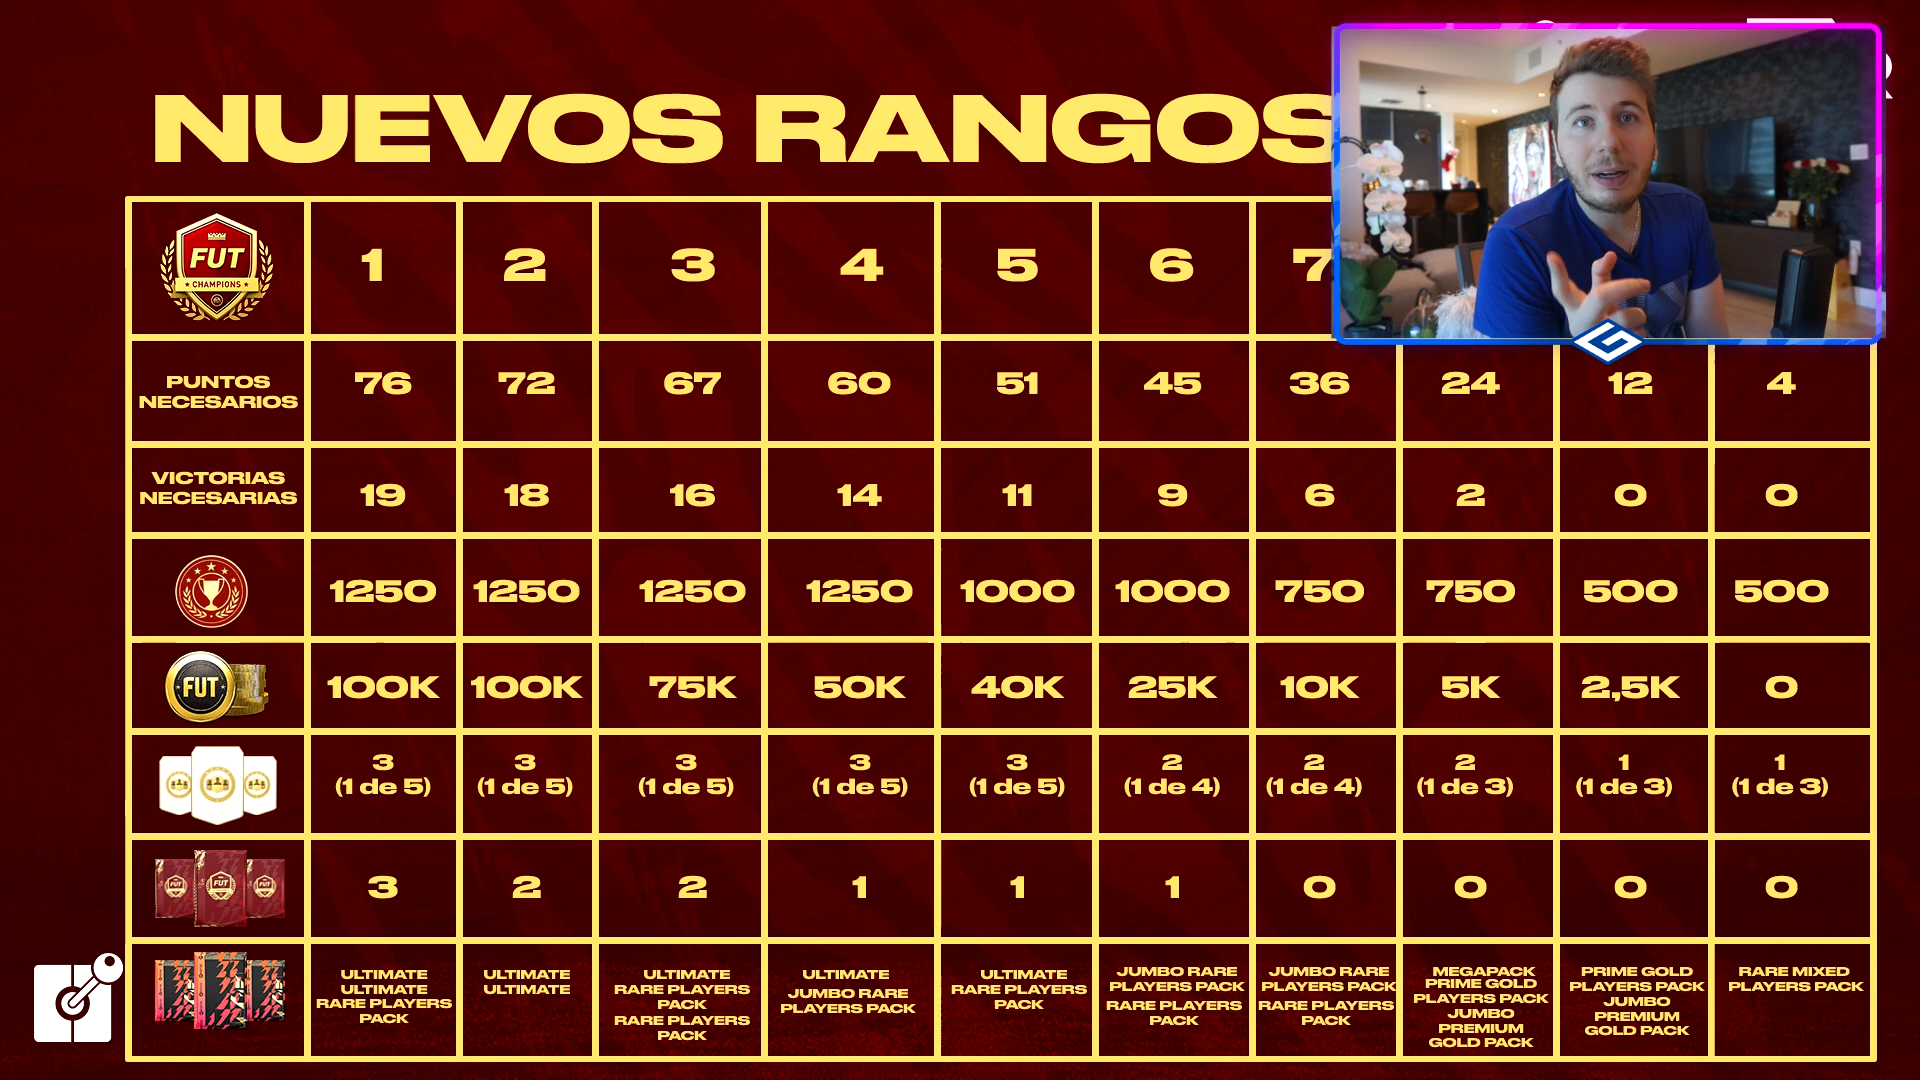 NUEVOS RANGOS
FUT
CHAMPIONS
1 2 3 4 5 6 7
PUNTOS
NECESARIOS
76 72 67 60 51 45 36 24 12 4
VICTORIAS
NECESARIAS
19 18 16 14 11 9 6 2 0 0
1250 1250 1250 1250 1000 1000 750 750 500 500
FUT
100K 100K 75K 50K 40K 25K 10K 5K 2,5K 0
3 3 3 3 3 2 2 2 1 1
(1 de 5) (1 de 5) (1 de 5) (1 de 5) (1 de 5) (1 de 4) (1 de 4) (1 de 3) (1 de 3) (1 de 3)
FUT
3 2 2 1 1 1 0 0 0 0
ULTIMATE
ULTIMATE
RARE PLAYERS
PACK
ULTIMATE
ULTIMATE
ULTIMATE
RARE PLAYERS
PACK
RARE PLAYERS
PACK
ULTIMATE
JUMBO RARE
PLAYERS PACK
ULTIMATE
RARE PLAYERS
PACK
JUMBO RARE
PLAYERS PACK
RARE PLAYERS
PACK
JUMBO RARE
PLAYERS PACK
RARE PLAYERS
PACK
MEGAPACK
PRIME GOLD
PLAYERS PACK
JUMBO
PREMIUM
GOLD PACK
PRIME GOLD
PLAYERS PACK
JUMBO
PREMIUM
GOLD PACK
RARE MIXED
PLAYERS PACK